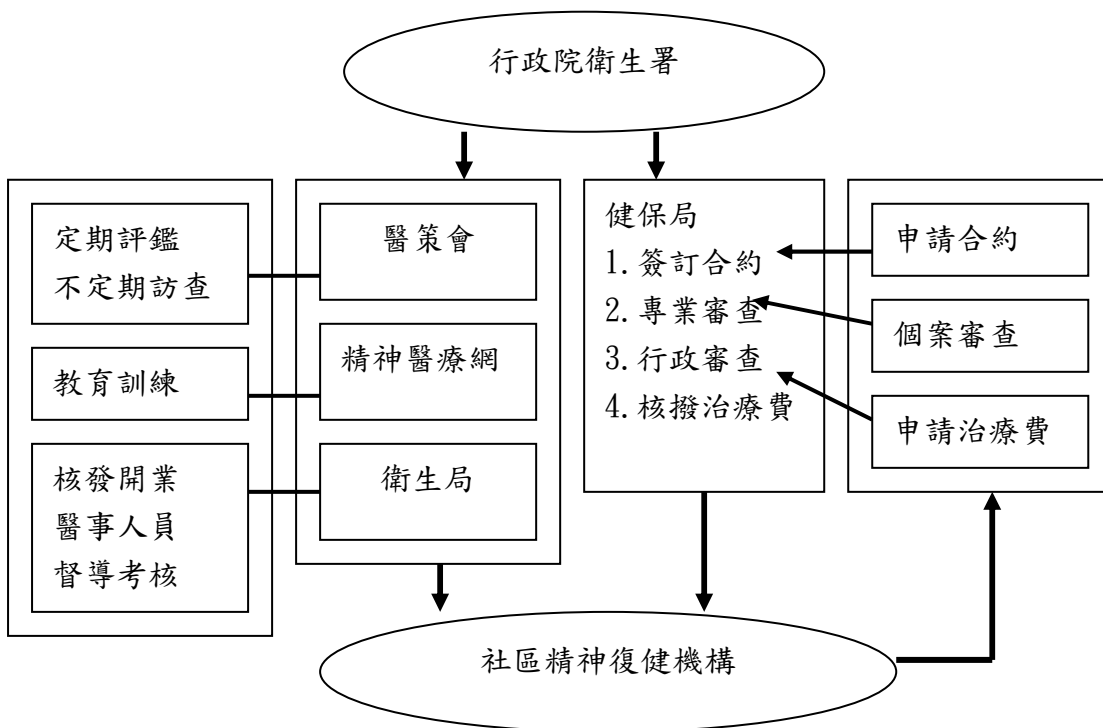 行政院衛生署
定期評鑑
不定期訪查
教育訓練
核發開業
醫事人員
督導考核
醫策會
精神醫療網
衛生局
健保局
1.簽訂合約
2.專業審查
3.行政審查
4.核撥治療費
申請合約
個案審查
申請治療費
社區精神復健機構